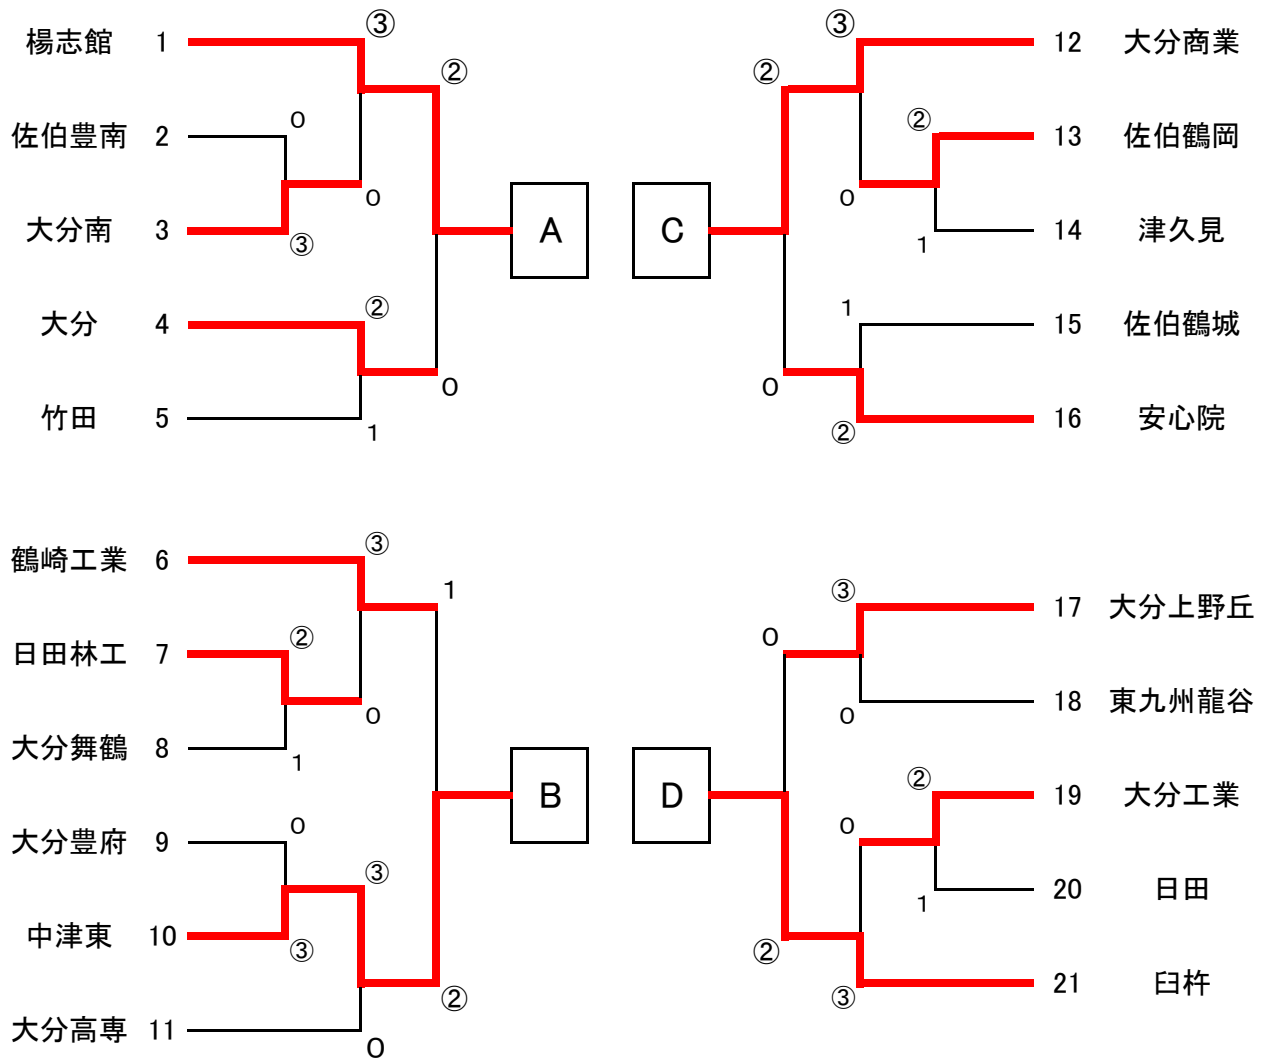 楊志館 1 ③
佐伯豊南 2 0
大分南 3 ③ 0 ②
大分 4 ②
竹田 5 1 0
A
鶴崎工業 6 ③
日田林工 7 ②
大分舞鶴 8 1 0 1
大分豊府 9 0
中津東 10 ③ ③
大分高専 11 0 ②
B
③ 12 大分商業
② 13 佐伯鶴岡
② 0 1 14 津久見
1 15 佐伯鶴城
0 ② 16 安心院
C
③ 17 大分上野丘
0 0 18 東九州龍谷
② 19 大分工業
0 1 20 日田
② ③ 21 臼杵
D